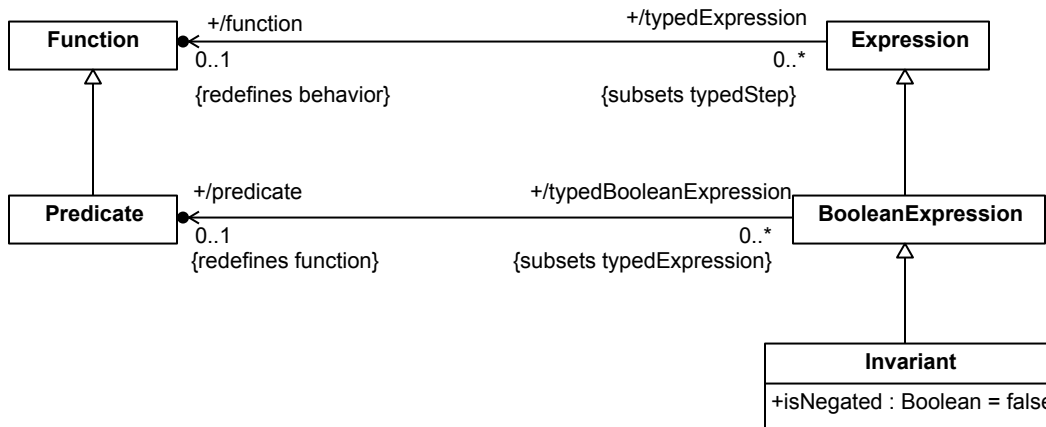 +/function
+/typedExpression
Function
Expression
0..1
0..*
{redefines behavior}
{subsets typedStep}
+/predicate
+/typedBooleanExpression
Predicate
BooleanExpression
0..1
0..*
{redefines function}
{subsets typedExpression}
Invariant
+isNegated : Boolean = false